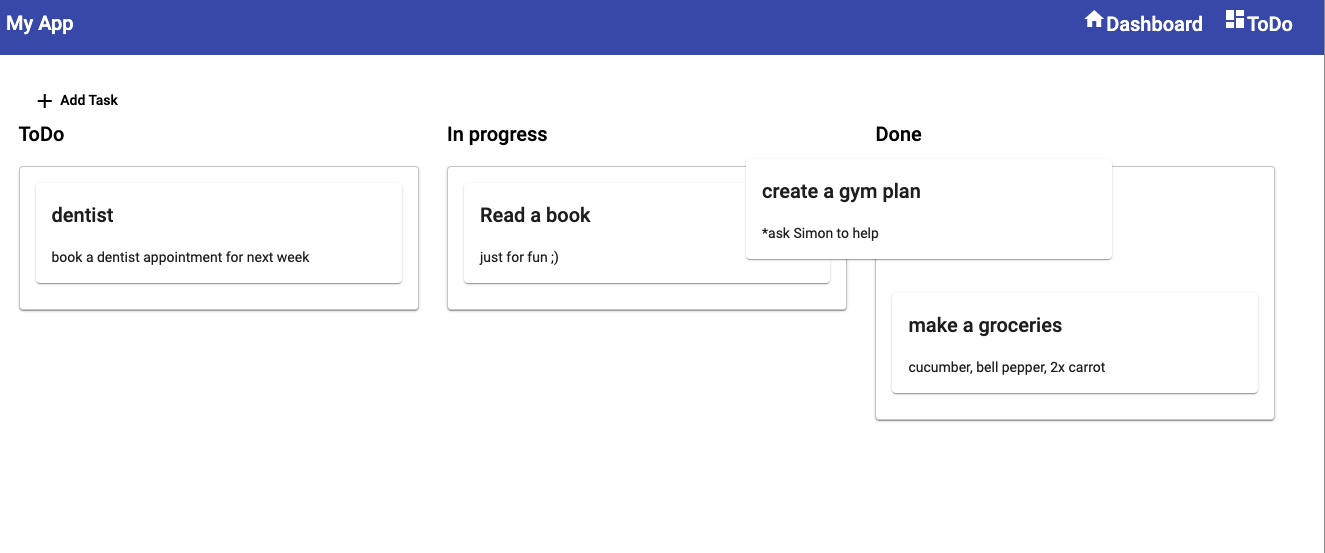 My App
Dashboard
ToDo
Add Task
ToDo
dentist
book a dentist appointment for next week
In progress
Read a book
just for fun ;)
Done
create a gym plan
*ask Simon to help
make a groceries
cucumber, bell pepper, 2x carrot